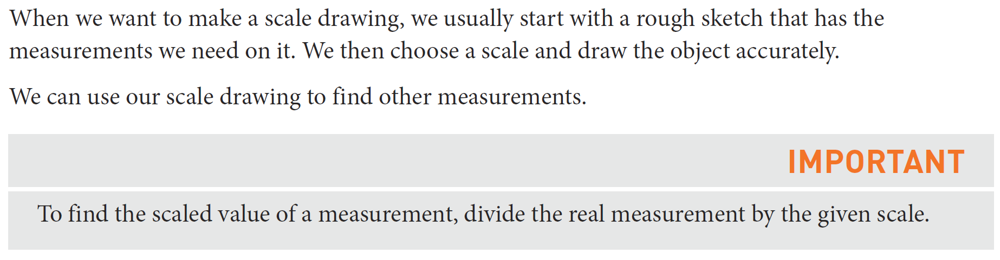 When we want to make a scale drawing, we usually start with a rough sketch that has the
measurements we need on it. We then choose a scale and draw the object accurately.
We can use our scale drawing to find other measurements.
IMPORTANT
To find the scaled value of a measurement, divide the real measurement by the given scale.